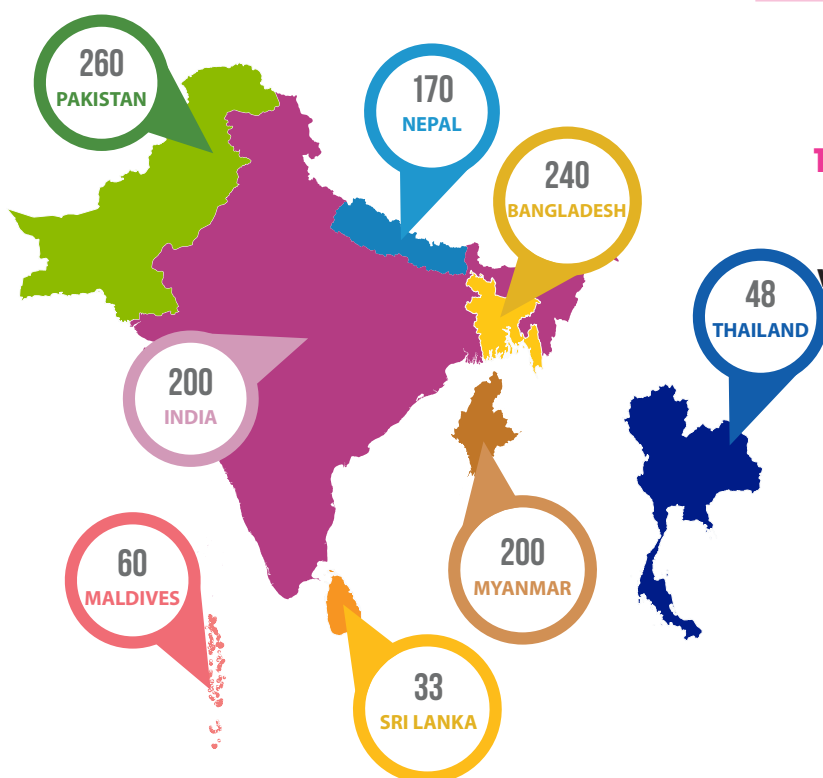 260
PAKISTAN
170
NEPAL
240
BANGLADESH
48
THAILAND
200
INDIA
60
MALDIVES
200
MYANMAR
33
SRI LANKA